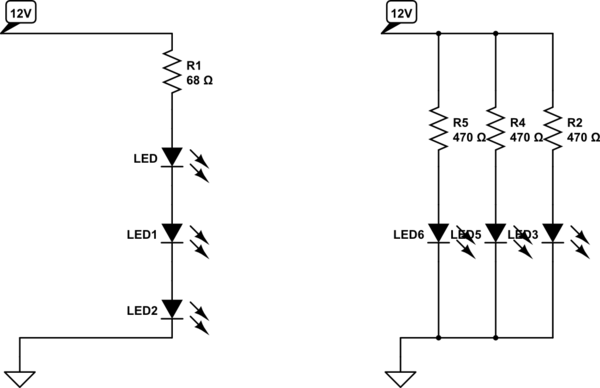 12V
R1
68 Ω
LED
LED1
LED2
12V
R5
470 Ω
R4
470 Ω
R2
470 Ω
LED6
LED5
LED3